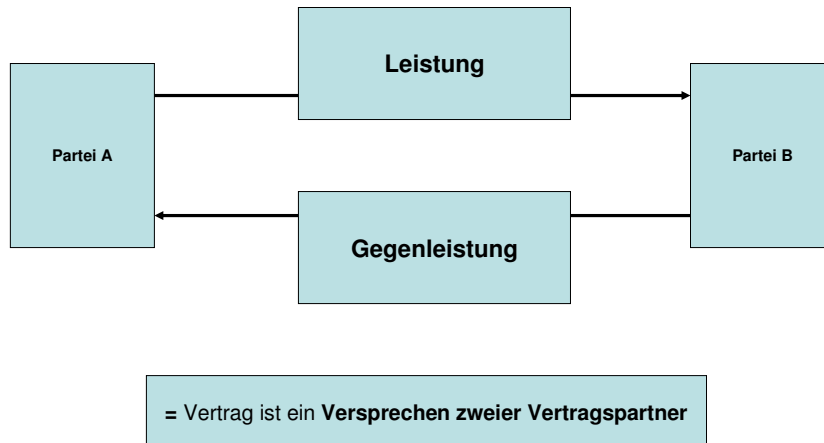 Leistung
Partei A
Partei B
Gegenleistung
= Vertrag ist ein Versprechen zweier Vertragspartner